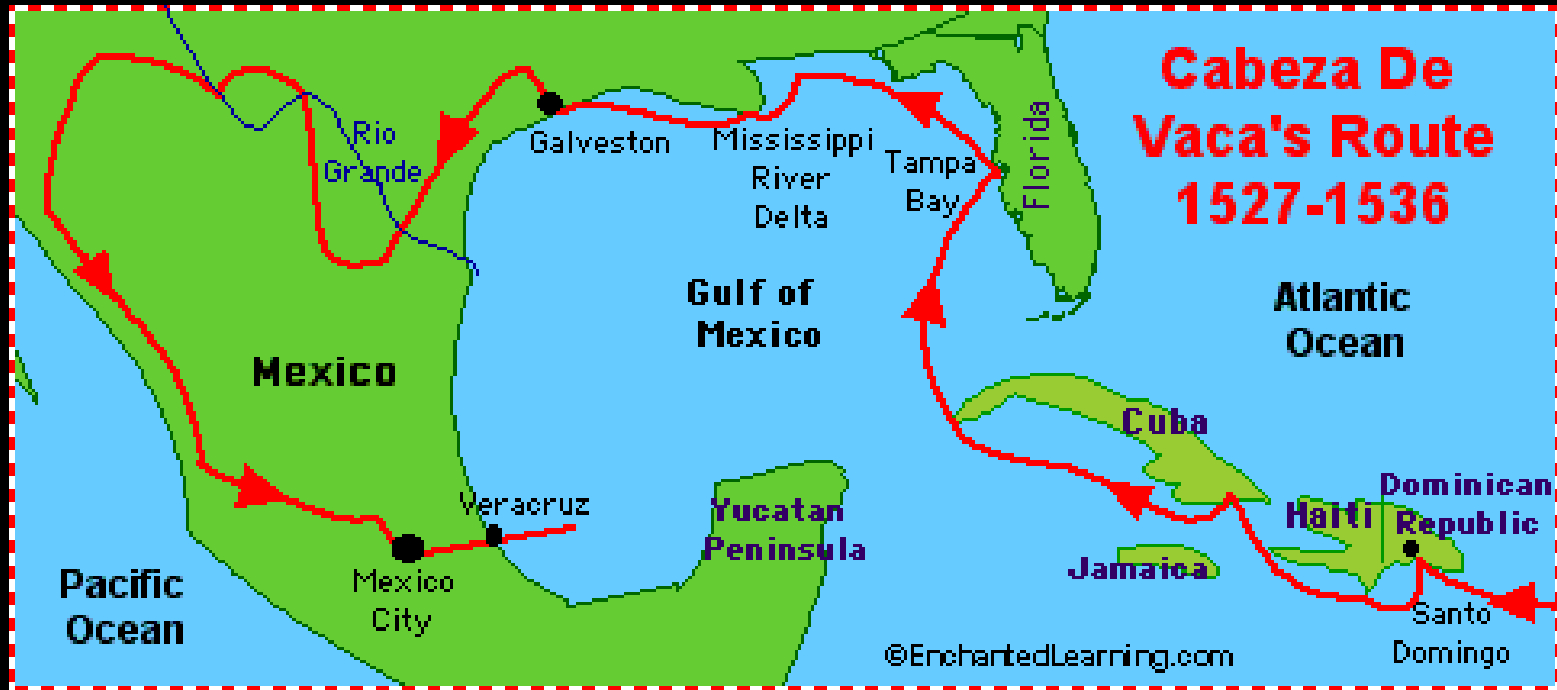 Cabeza De
Vaca's Route
1527-1536
Rio
Grande
Galveston
Mississippi
River
Delta
Tampa
Bay
Florida
Gulf of
Mexico
Atlantic
Ocean
Mexico
Cuba
Dominican
Republic
Haiti
Veracruz
Yucatan
Peninsula
Jamaica
Pacific
Ocean
Mexico
City
Santo
Domingo
©EnchantedLearning.com